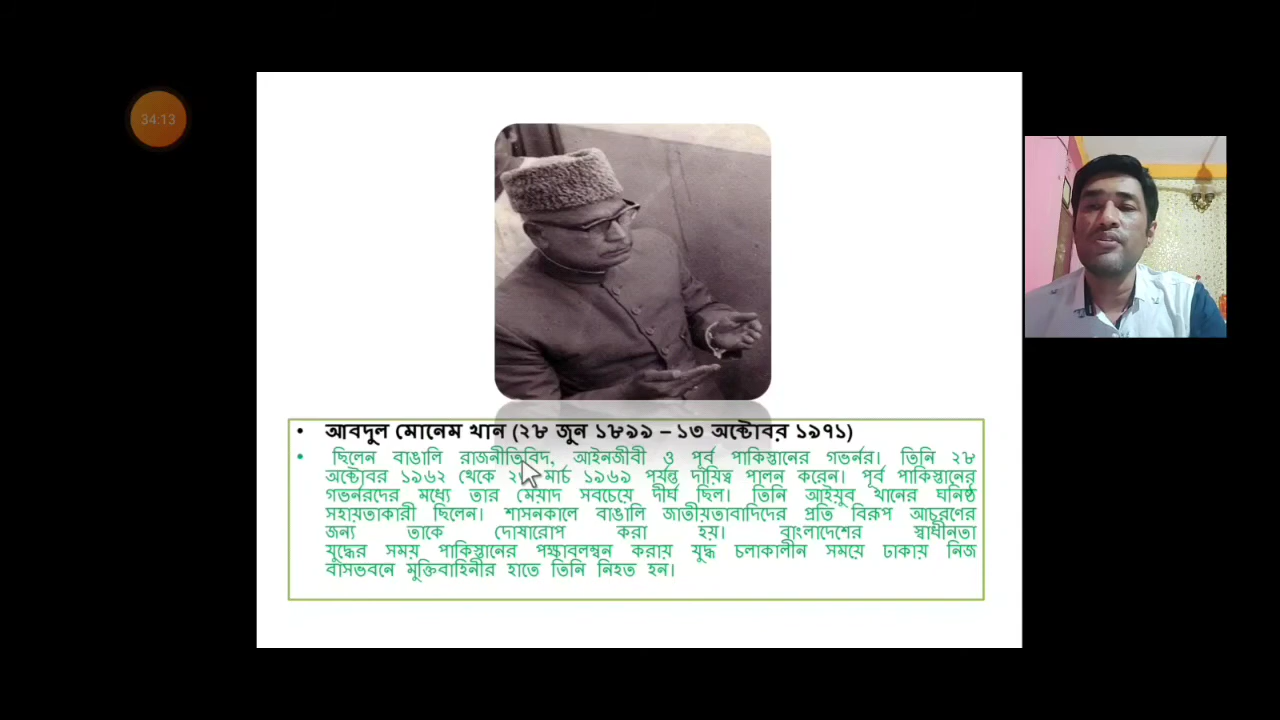 34:13
• আবদুল মোনেম খান (২৮ জুন ১৮৯৯ – ১৩ অক্টোবর ১৯৭১)
• ছিলেন বাঙালি রাজনীতিবিদ, আইনজীবী ও পূর্ব পাকিস্তানের গভর্নর। তিনি ২৮
অক্টোবর ১৯৬২ থেকে মার্চ ১৯৬৯ পর্যন্ত দায়িত্ব পালন করেন। পূর্ব পাকিস্তানের
গভর্নরদের মধ্যে তার মেয়াদ সবচেয়ে দীর্ঘ ছিল। তিনি আইয়ুব খানের ঘনিষ্ঠ
সহায়তাকারী ছিলেন। শাসনকালে বাঙালি জাতীয়তাবাদিদের প্রতি বিরূপ আচরণের
জন্য তাকে দোষারোপ করা হয়। বাংলাদেশের স্বাধীনতা
যুদ্ধের সময় পাকিস্তানের পক্ষাবলম্বন করায় যুদ্ধ চলাকালীন সময়ে ঢাকায় নিজ
বাসভবনে মুক্তিবাহিনীর হাতে তিনি নিহত হন।